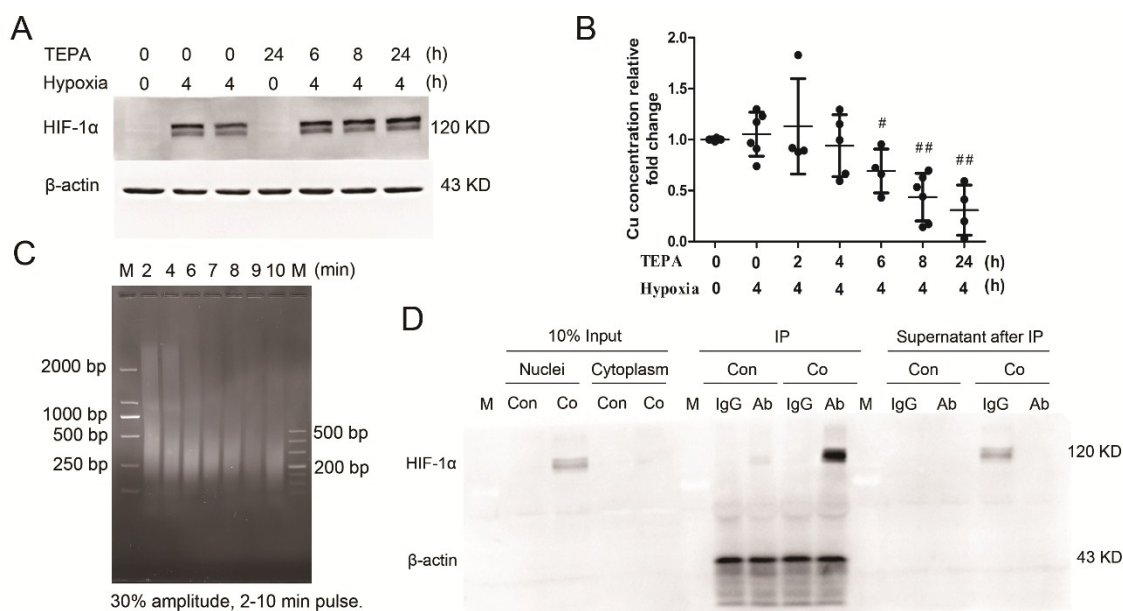 A
TEPA 0 0 0 24 6 8 24 (h)
Hypoxia 0 4 4 0 4 4 4 (h)
HIF-1α 120 KD
β-actin 43 KD
B
Cu concentration relative
fold change
2.0
1.5
1.0
0.5
0.0
# ## ##
TEPA 0 0 2 4 6 8 24 (h)
Hypoxia 0 4 4 4 4 4 4 (h)
C
M 2 4 6 7 8 9 10 M (min)
2000 bp
1000 bp
500 bp 500 bp
250 bp 200 bp
30% amplitude, 2-10 min pulse.
D
10% Input IP Supernatant after IP
Nuclei Cytoplasm Con Co Con Co
M Con Co Con Co M IgG Ab IgG Ab M IgG Ab IgG Ab
HIF-1α 120 KD
β-actin 43 KD